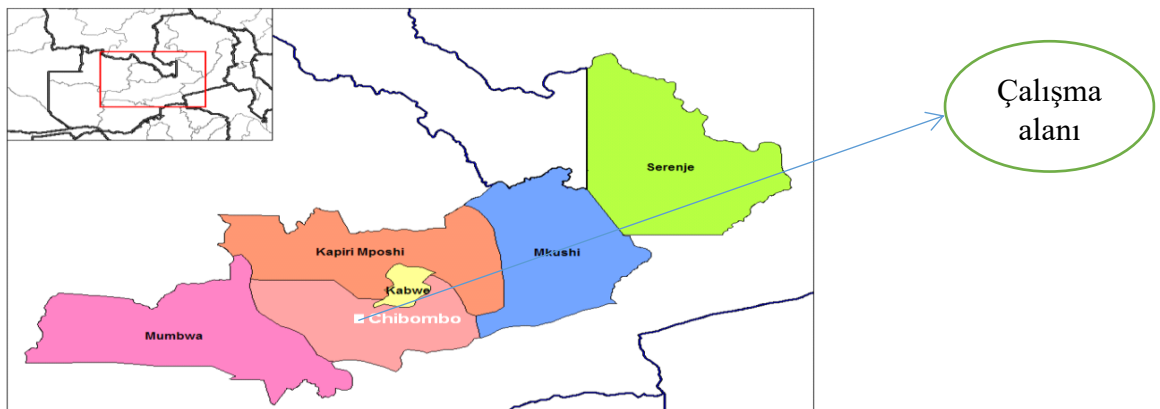 Çalışma
alanı
Serenje
Kapiri Mposhi
Mkushi
Kabwe
Chibombo
Mumbwa